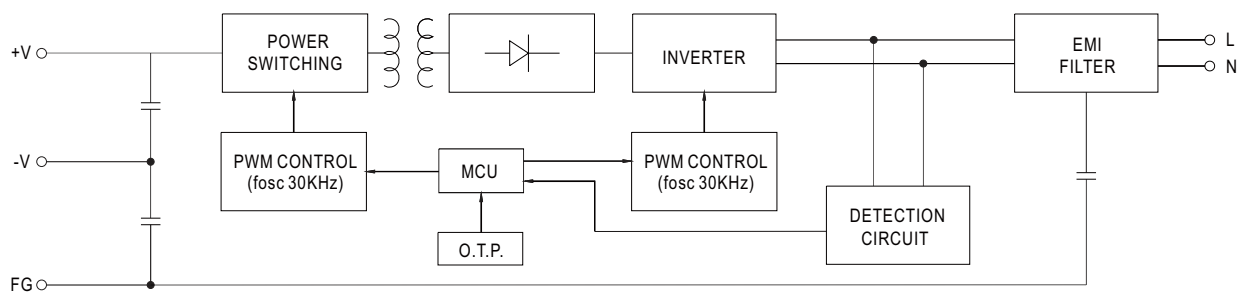 +V
POWER
SWITCHING
INVERTER
EMI
FILTER
L
N
-V
PWM CONTROL
(fosc 30KHz)
MCU
PWM CONTROL
(fosc 30KHz)
DETECTION
CIRCUIT
O.T.P.
FG